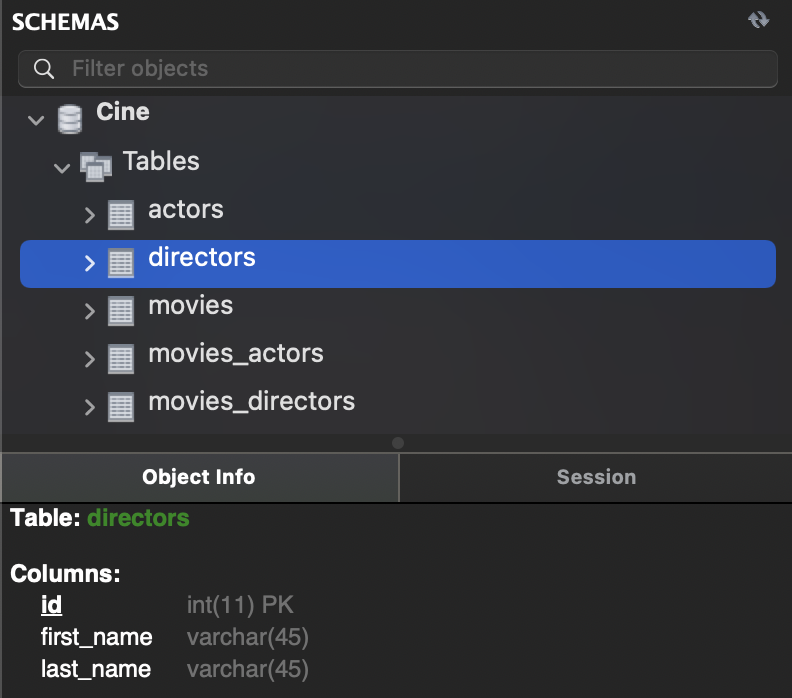 SCHEMAS
Filter objects
Cine
Tables
actors
directors
movies
movies_actors
movies_directors
Object Info Session
Table: directors
Columns:
id int(11) PK
first_name varchar(45)
last_name varchar(45)